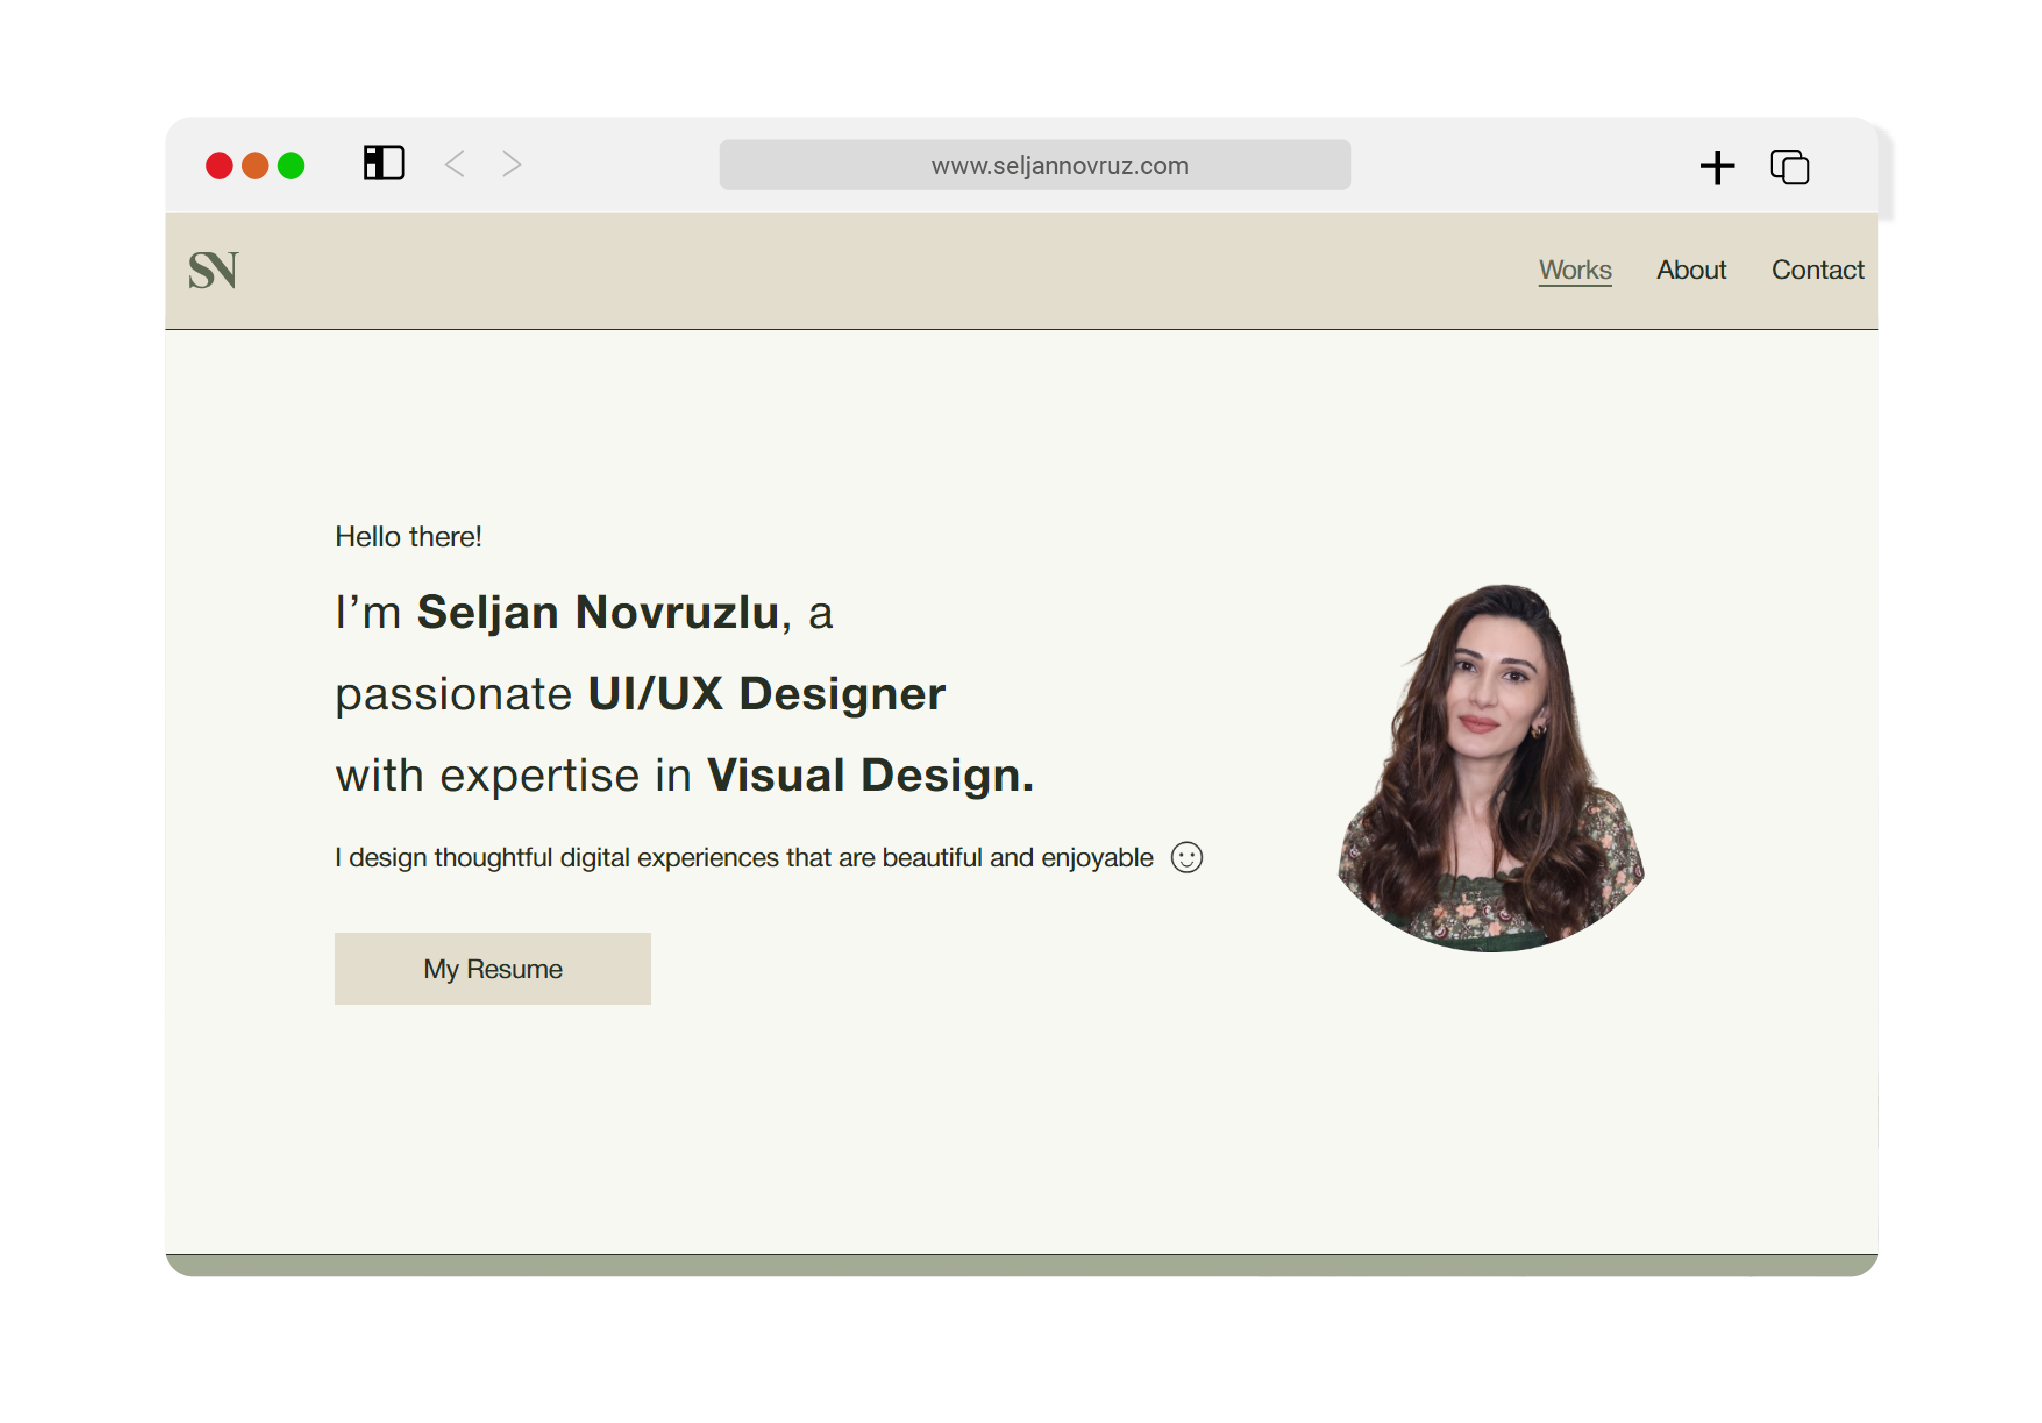 www.seljannovruz.com
SN
Works About Contact
Hello there!
I’m Seljan Novruzlu, a
passionate UI/UX Designer
with expertise in Visual Design.
I design thoughtful digital experiences that are beautiful and enjoyable
My Resume